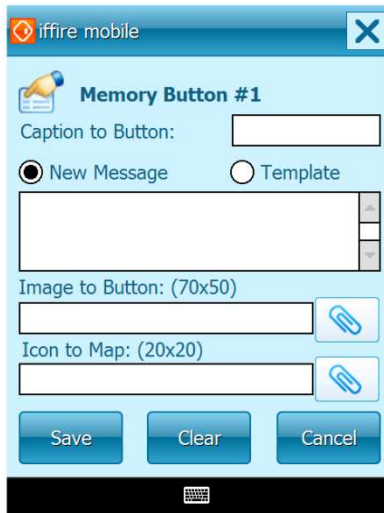 iffire mobile
Memory Button #1
Caption to Button:
New Message
Template
Image to Button: (70x50)
Icon to Map: (20x20)
Save
Clear
Cancel